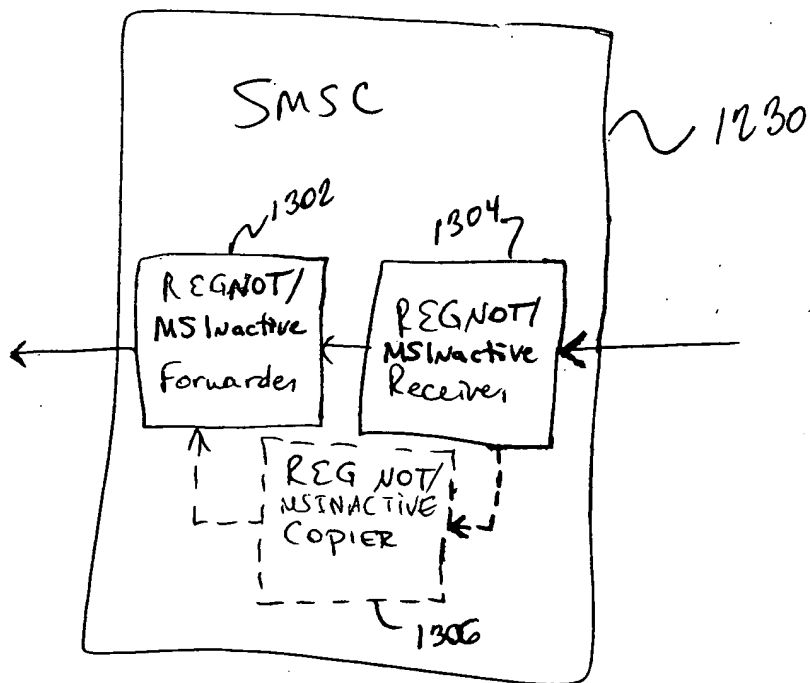 SMSC
1230
1302
REGNOT/
MSInactive
Forwarder
1304
REGNOT/
MSInactive
Receiver
REG NOT/
MSINACTIVE
COPIER
1306